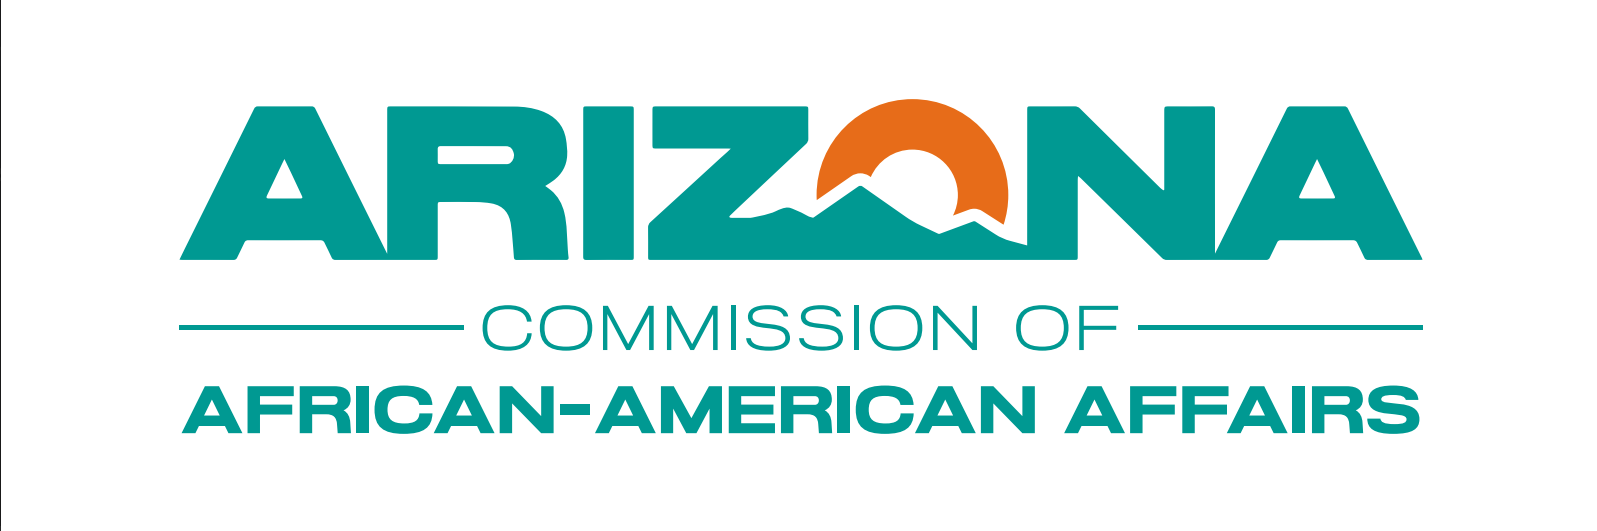 ARIZONA
COMMISSION OF
AFRICAN-AMERICAN AFFAIRS